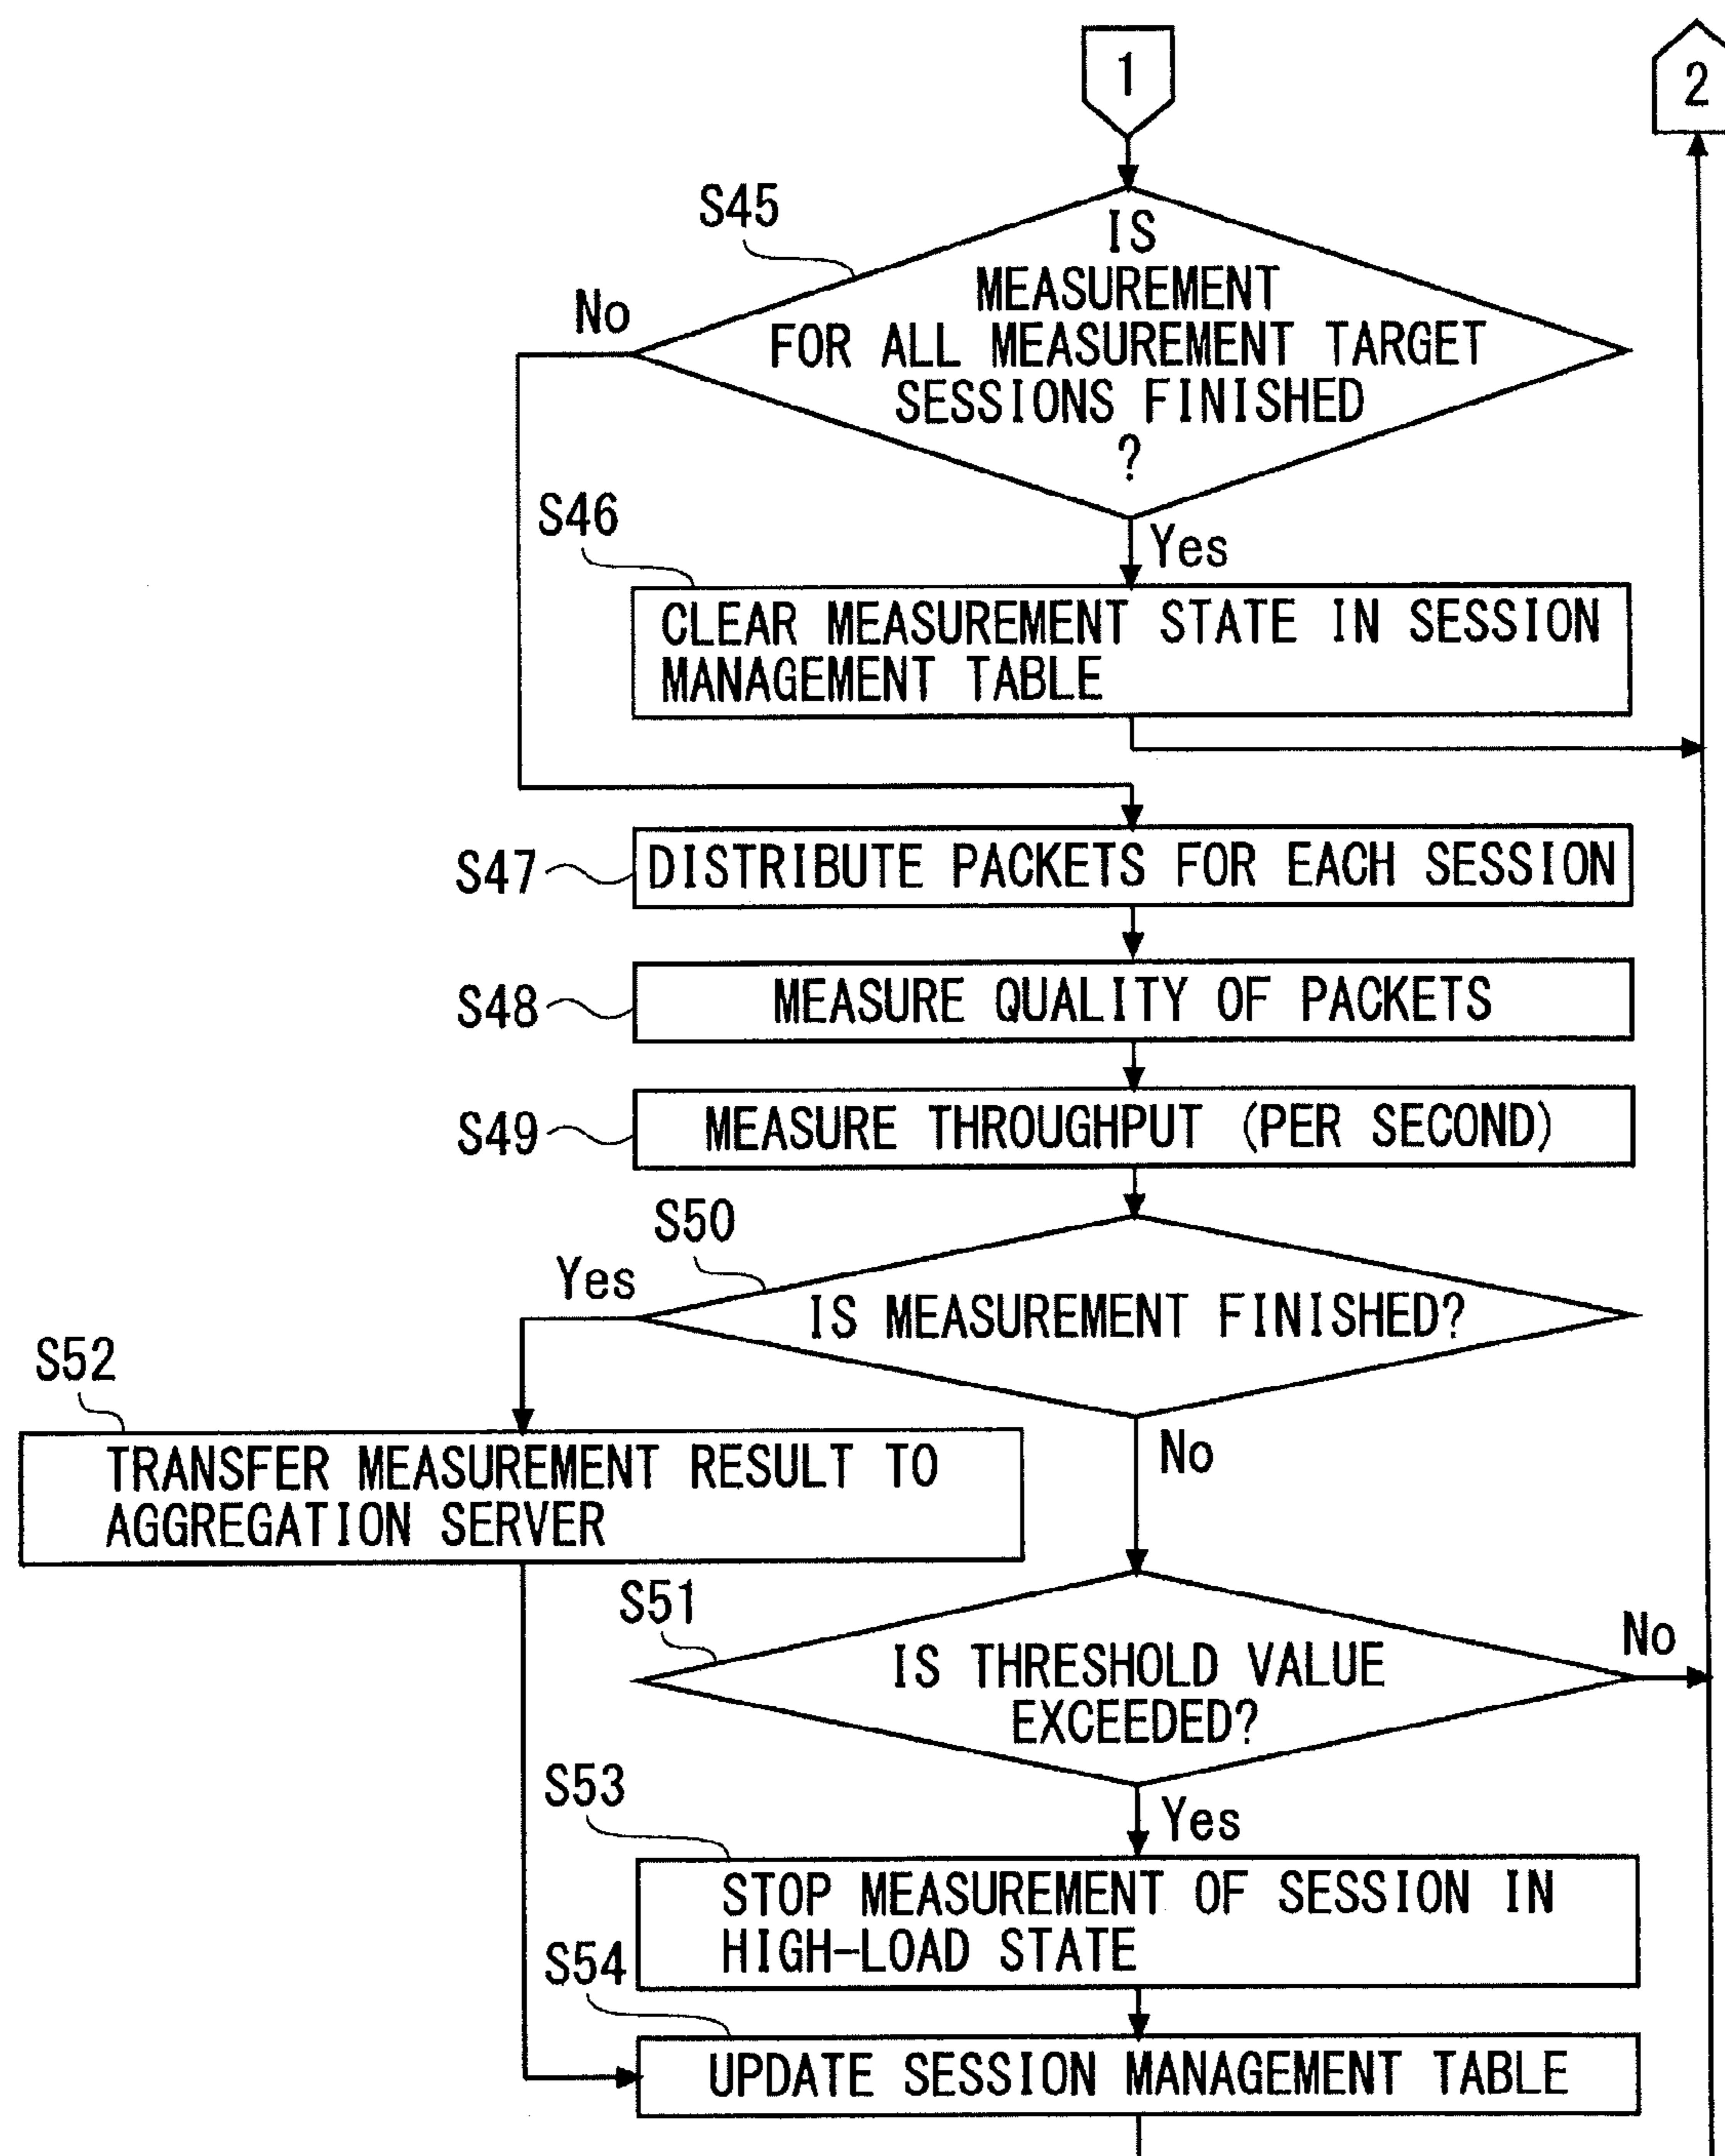 1
2
S45
IS
MEASUREMENT
FOR ALL MEASUREMENT TARGET
SESSIONS FINISHED
?
No
Yes
S46
CLEAR MEASUREMENT STATE IN SESSION
MANAGEMENT TABLE
S47
DISTRIBUTE PACKETS FOR EACH SESSION
S48
MEASURE QUALITY OF PACKETS
S49
MEASURE THROUGHPUT (PER SECOND)
S50
IS MEASUREMENT FINISHED?
Yes
No
S52
TRANSFER MEASUREMENT RESULT TO
AGGREGATION SERVER
S51
IS THRESHOLD VALUE
EXCEEDED?
No
Yes
S53
STOP MEASUREMENT OF SESSION IN
HIGH-LOAD STATE
S54
UPDATE SESSION MANAGEMENT TABLE